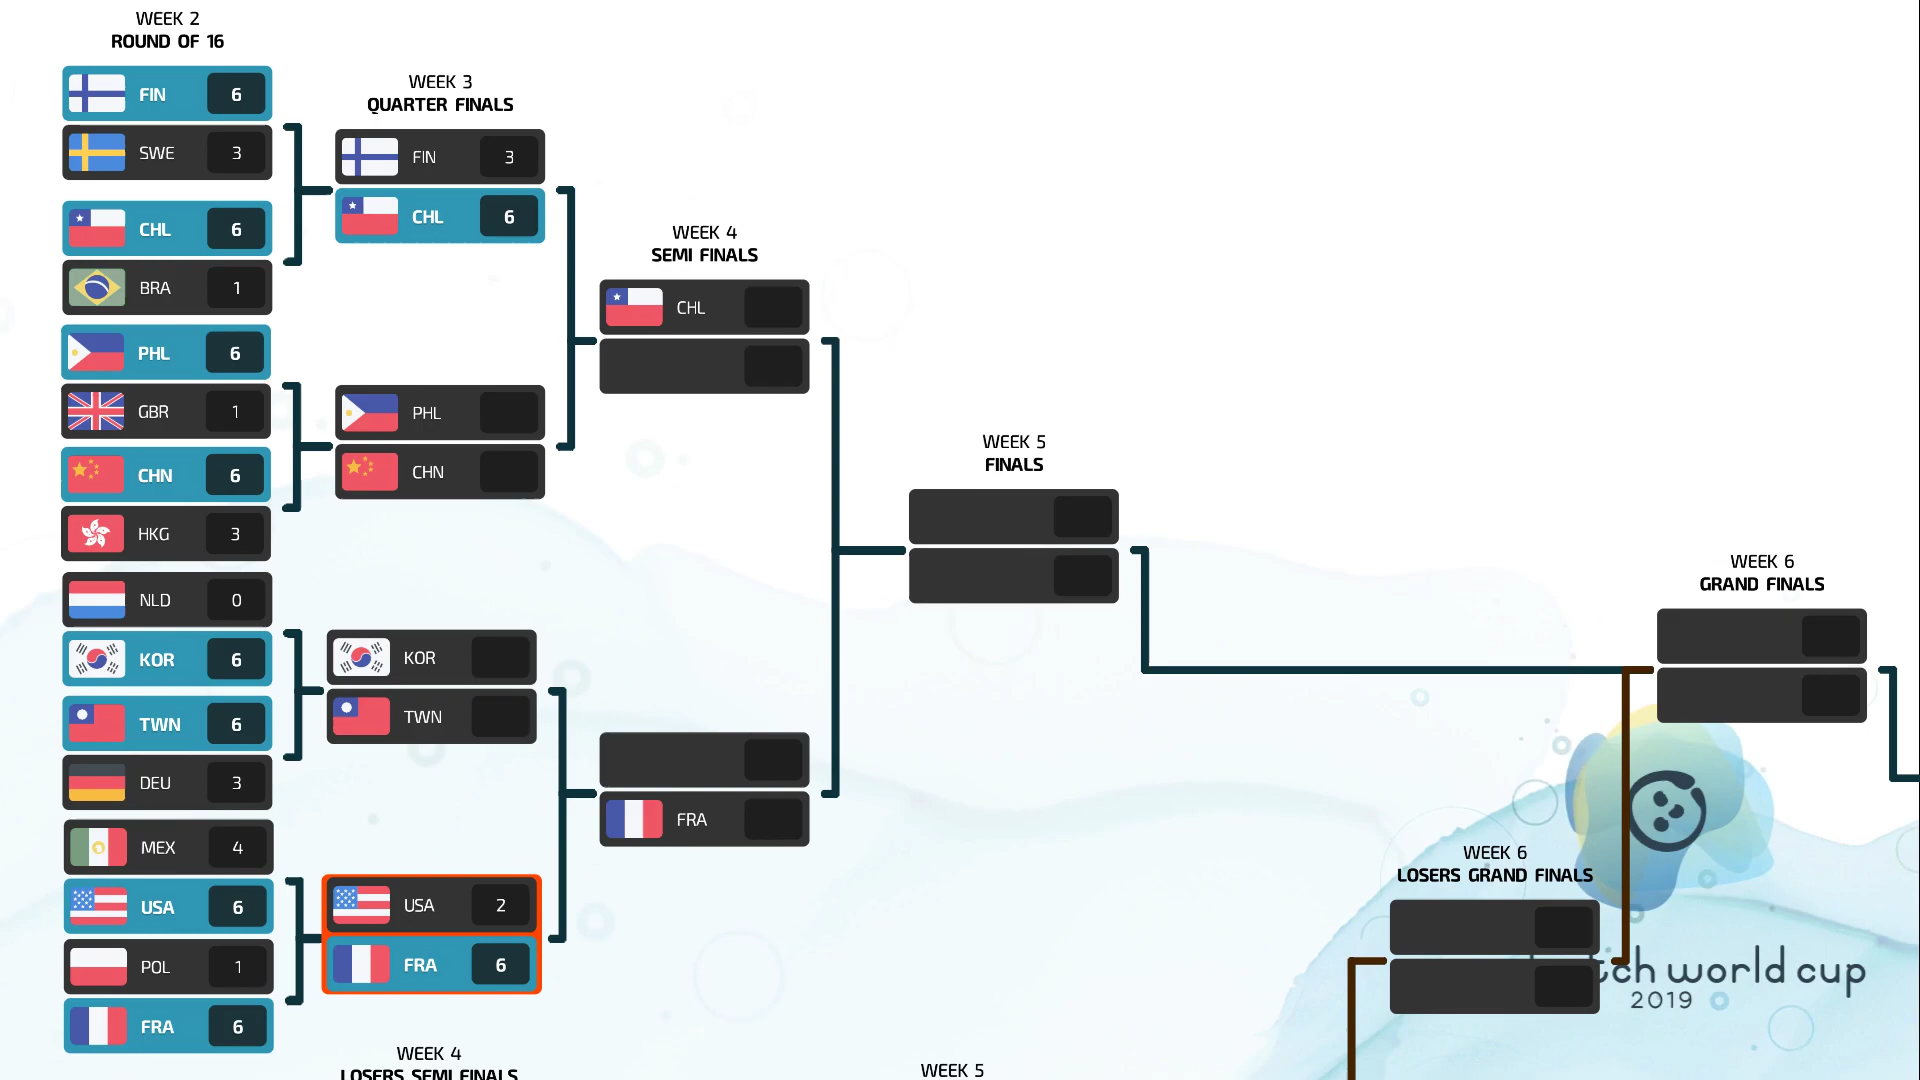 WEEK 2
ROUND OF 16
FIN 6
SWE 3
CHL 6
BRA 1
PHL 6
GBR 1
CHN 6
HKG 3
NLD 0
KOR 6
TWN 6
DEU 3
MEX 4
USA 6
POL 1
FRA 6
WEEK 3
QUARTER FINALS
FIN 3
CHL 6
PHL
CHN
KOR
TWN
USA 2
FRA 6
WEEK 4
LOSERS SEMI FINALS
WEEK 4
SEMI FINALS
CHL
FRA
WEEK 5
FINALS
WEEK 5
WEEK 6
GRAND FINALS
WEEK 6
LOSERS GRAND FINALS
tch world cup
2019